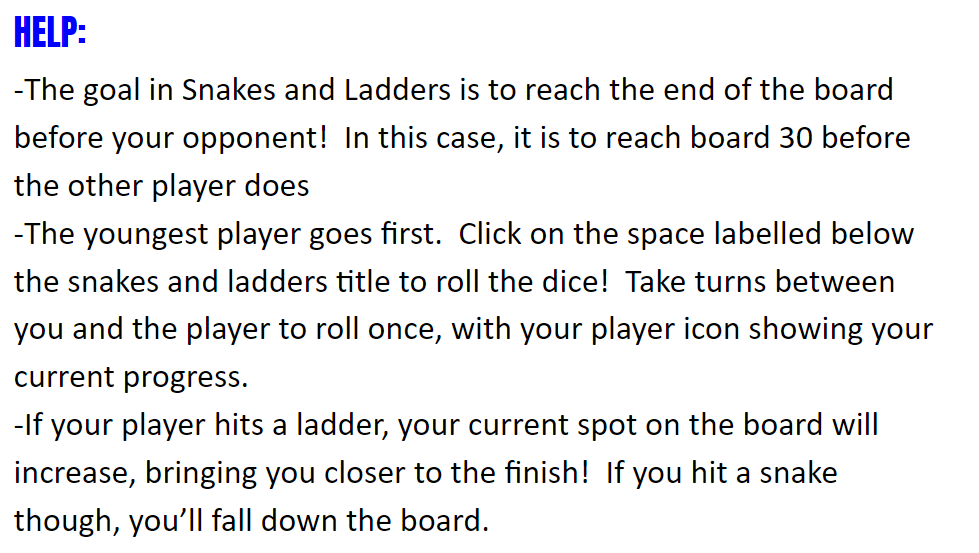 HELP:
-The goal in Snakes and Ladders is to reach the end of the board
before your opponent!  In this case, it is to reach board 30 before
the other player does
-The youngest player goes first.  Click on the space labelled below
the snakes and ladders title to roll the dice!  Take turns between
you and the player to roll once, with your player icon showing your
current progress.
-If your player hits a ladder, your current spot on the board will
increase, bringing you closer to the finish!  If you hit a snake
though, you’ll fall down the board.